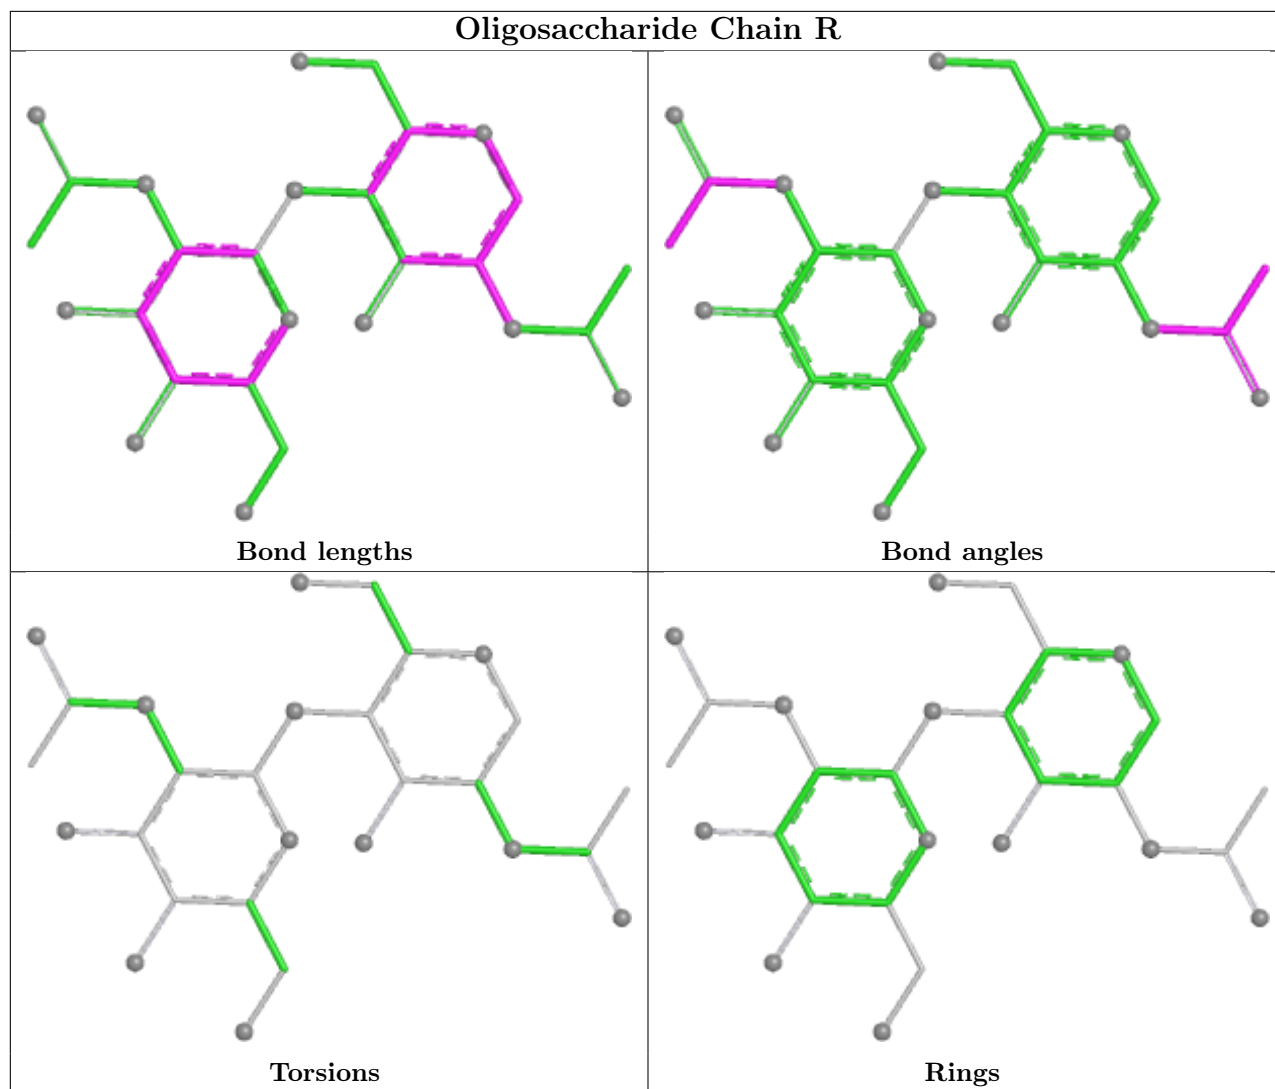 Oligosaccharide Chain R
Bond lengths
Bond angles
Torsions
Rings